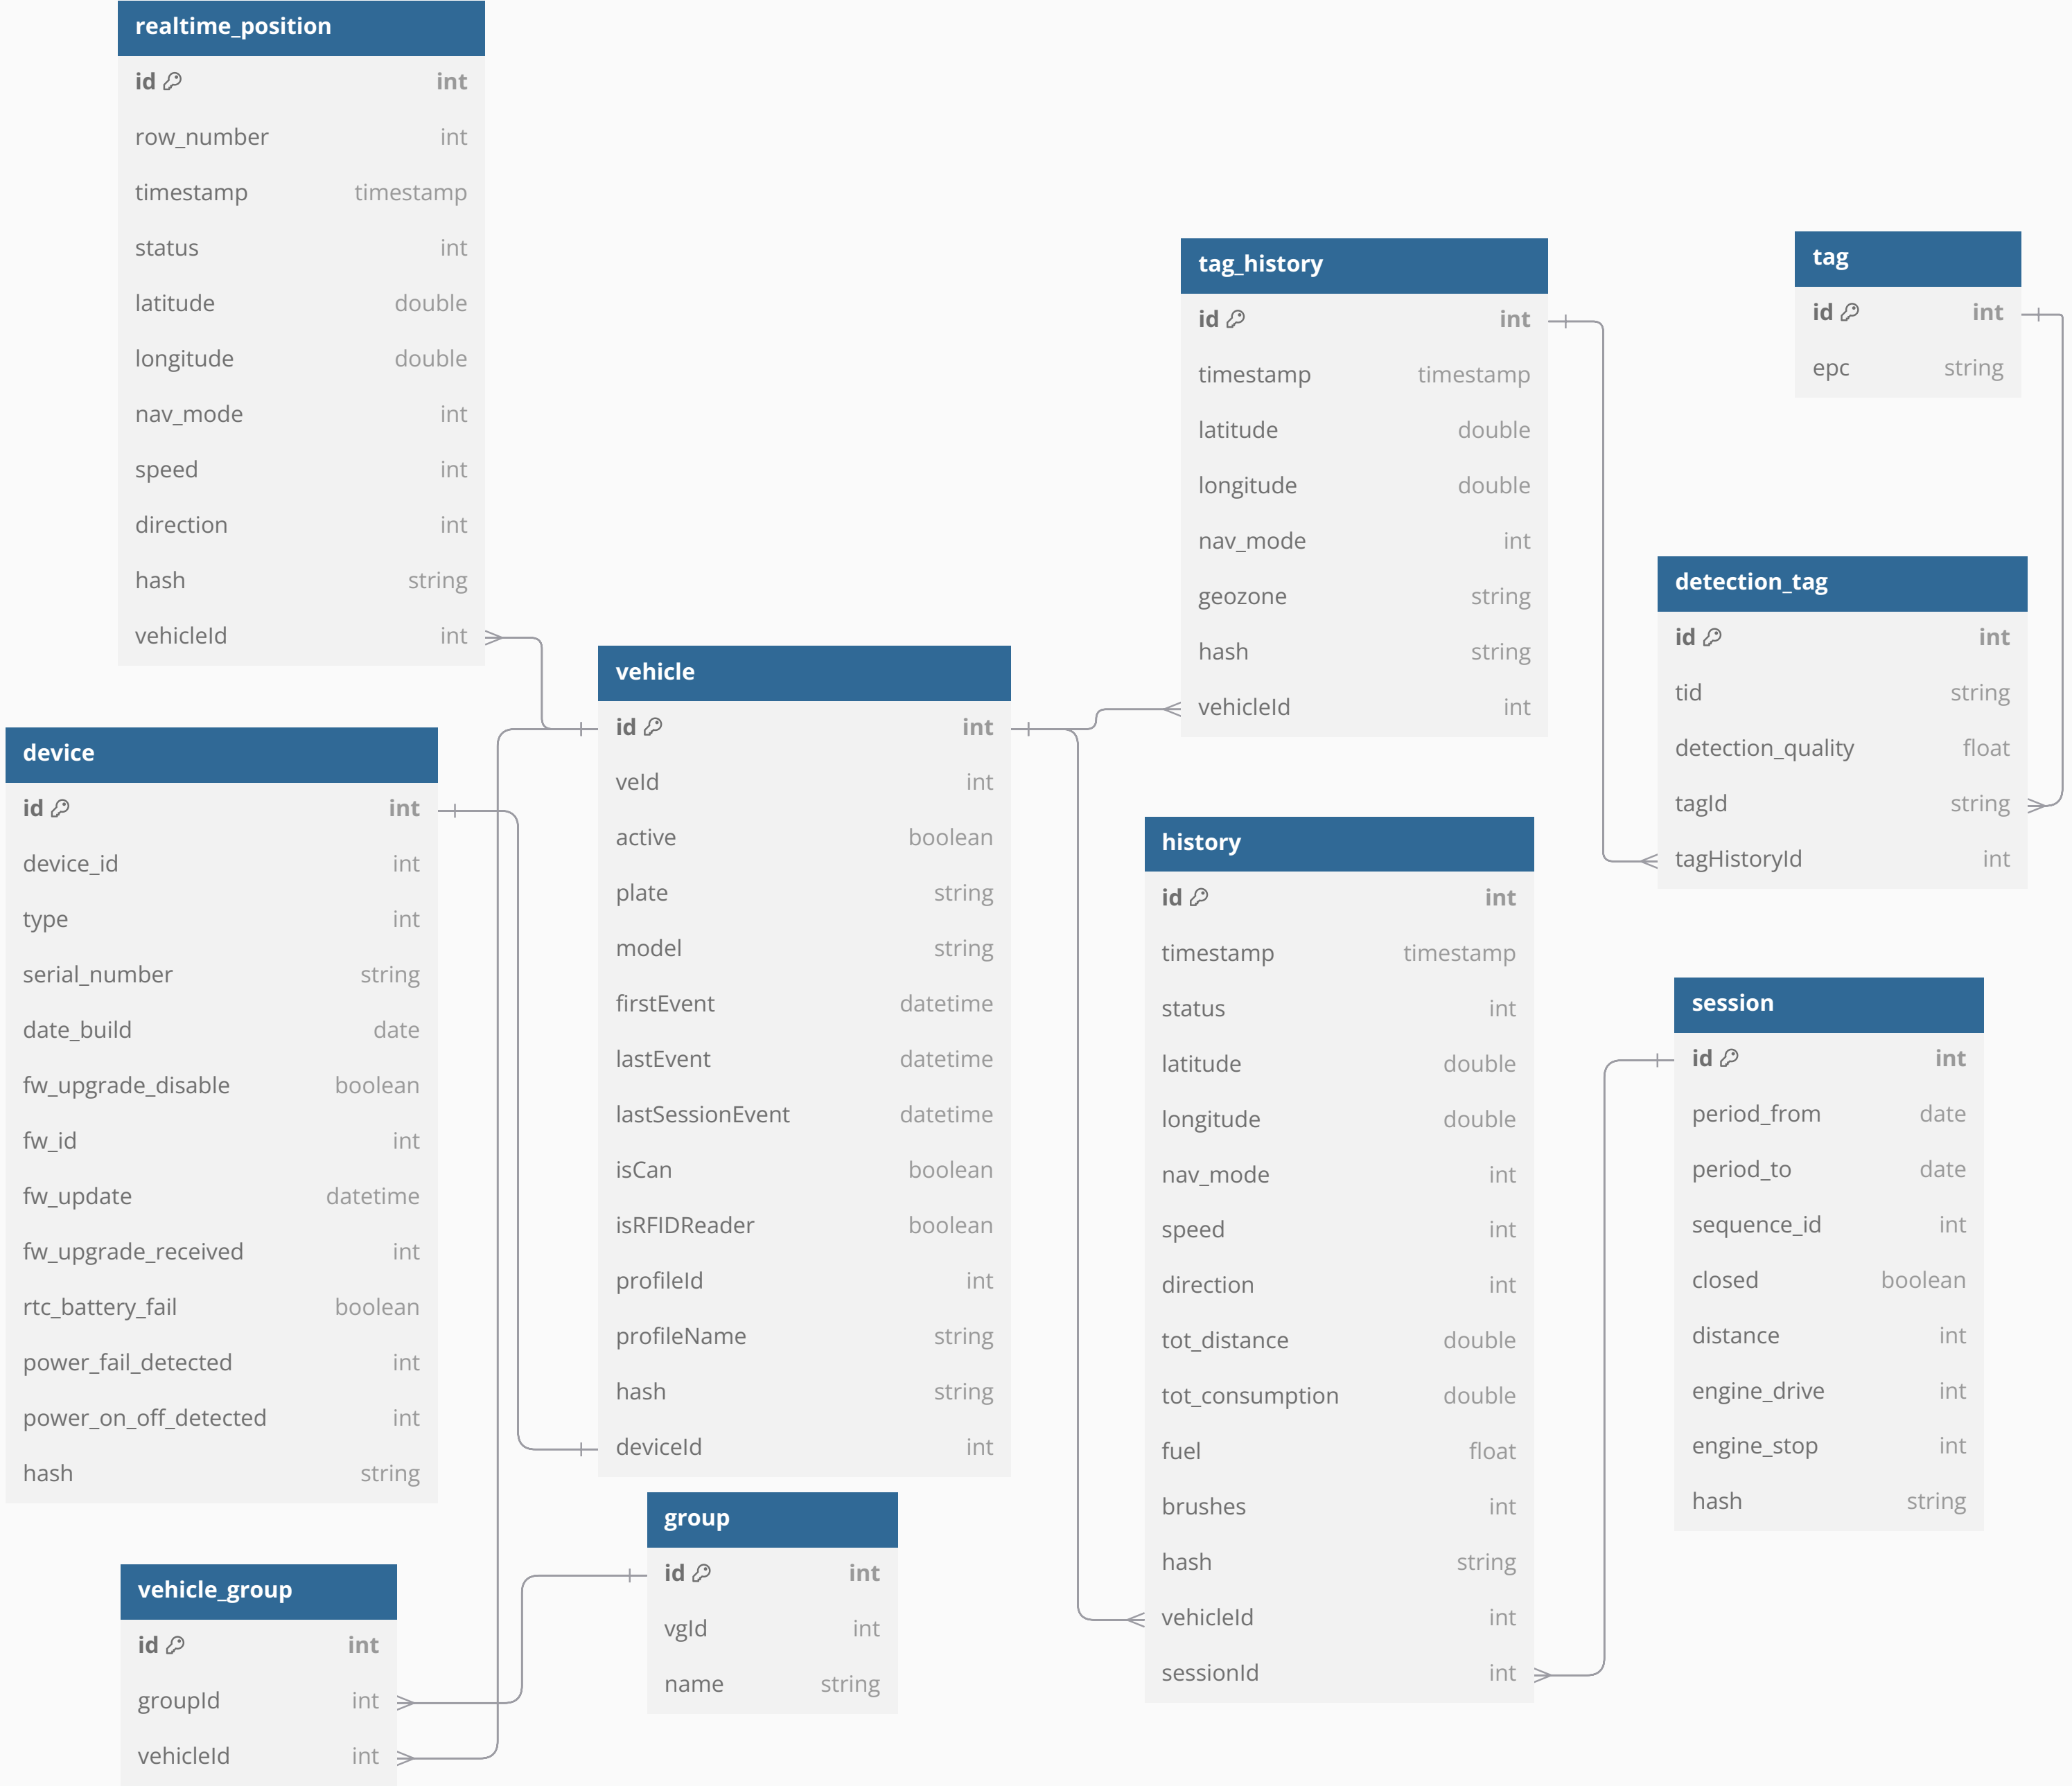 realtime_position
id int
row_number int
timestamp timestamp
status int
latitude double
longitude double
nav_mode int
speed int
direction int
hash string
vehicleId int
device
id int
device_id int
type int
serial_number string
date_build date
fw_upgrade_disable boolean
fw_id int
fw_update datetime
fw_upgrade_received int
rtc_battery_fail boolean
power_fail_detected int
power_on_off_detected int
hash string
vehicle_group
id int
groupId int
vehicleId int
vehicle
id int
veId int
active boolean
plate string
model string
firstEvent datetime
lastEvent datetime
lastSessionEvent datetime
isCan boolean
isRFIDReader boolean
profileId int
profileName string
hash string
deviceId int
group
id int
vgId int
name string
tag_history
id int
timestamp timestamp
latitude double
longitude double
nav_mode int
geozone string
hash string
vehicleId int
history
id int
timestamp timestamp
status int
latitude double
longitude double
nav_mode int
speed int
direction int
tot_distance double
tot_consumption double
fuel float
brushes int
hash string
vehicleId int
sessionId int
tag
id int
epc string
detection_tag
id int
tid string
detection_quality float
tagId string
tagHistoryId int
session
id int
period_from date
period_to date
sequence_id int
closed boolean
distance int
engine_drive int
engine_stop int
hash string